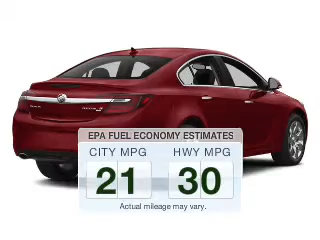 EPA FUEL ECONOMY ESTIMATES
CITY MPG HWY MPG
21 30
Actual mileage may vary.